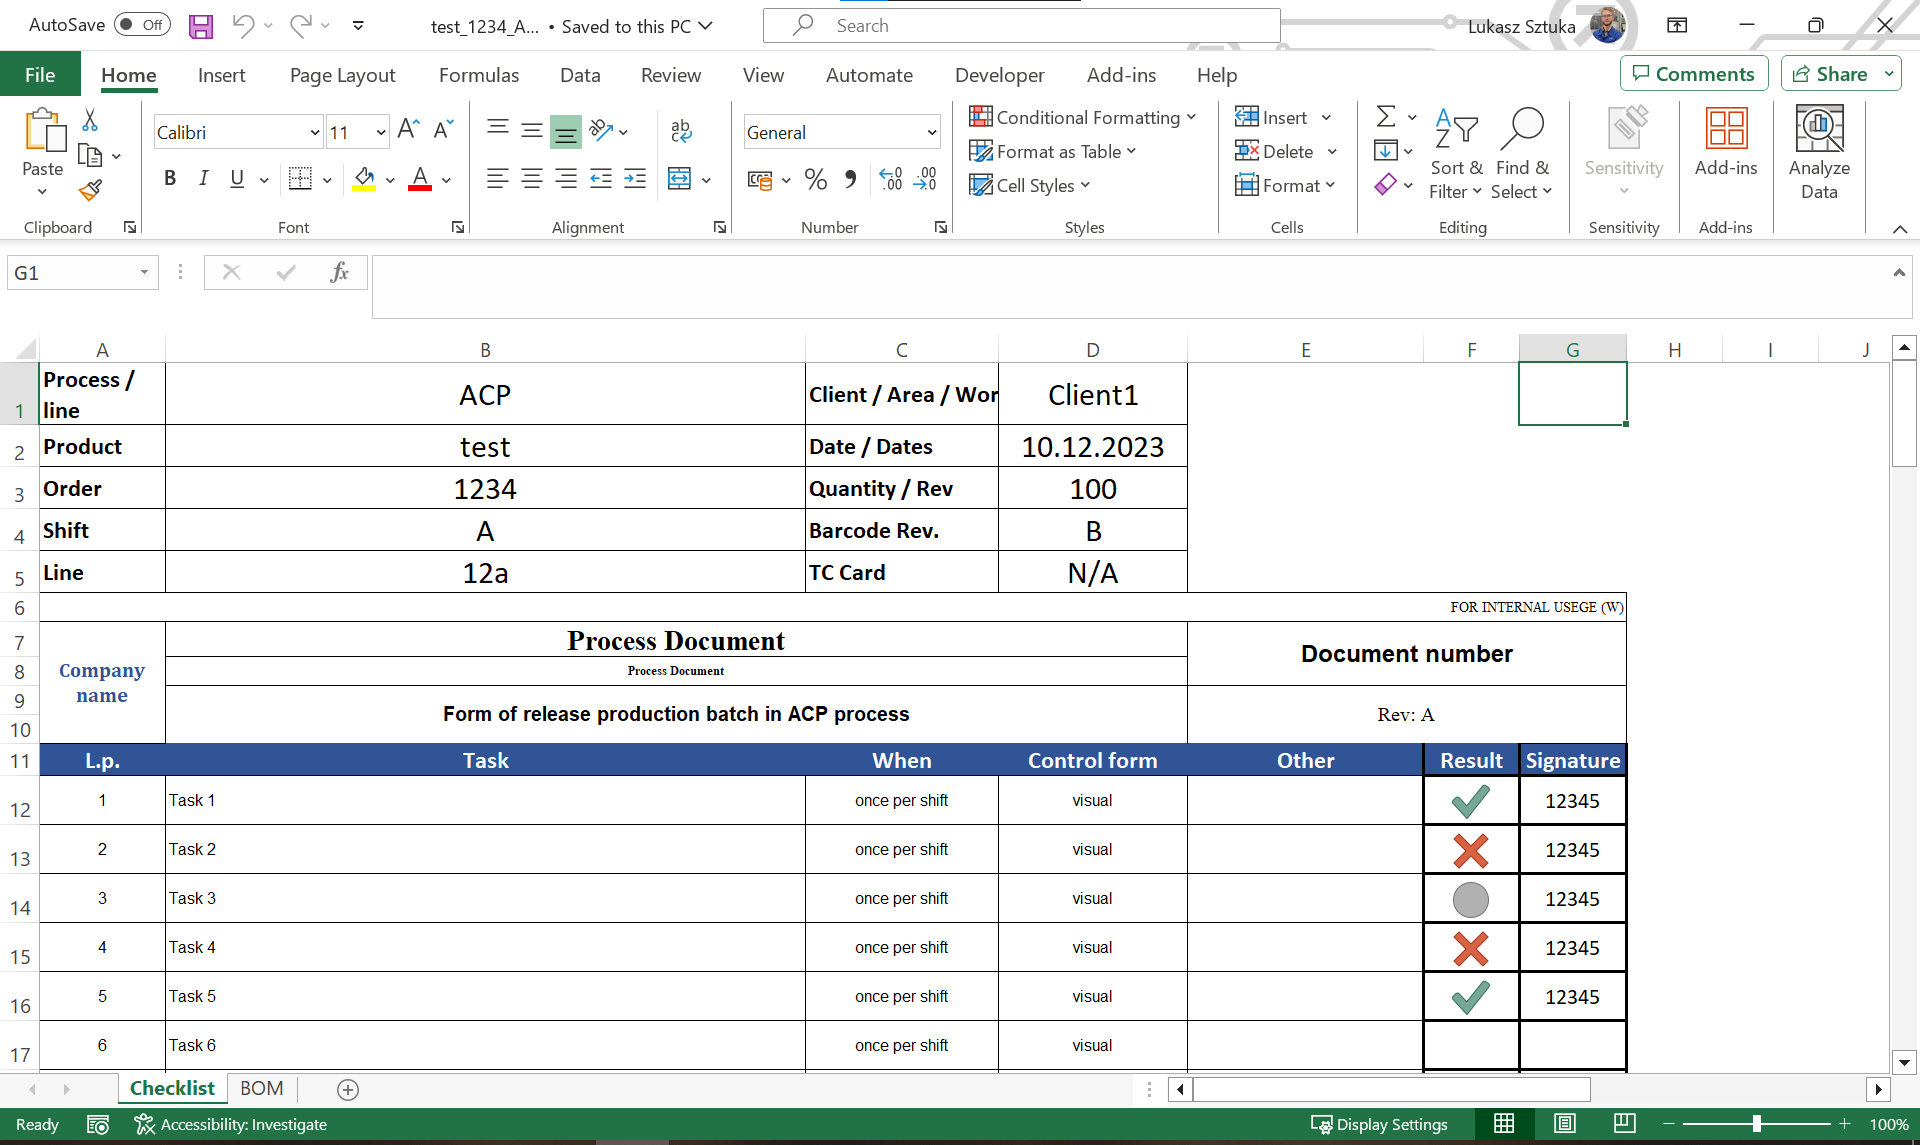 AutoSave Off test_1234_A... • Saved to this PC Search Lukasz Sztuka
File Home Insert Page Layout Formulas Data Review View Automate Developer Add-ins Help Comments Share
Paste
Calibri 11
B I U
ab
General
% 
Conditional Formatting
Format as Table
Cell Styles
Insert
Delete
Format
Sort & Filter
Find & Select
Sensitivity
Add-ins
Analyze Data
Clipboard Font Alignment Number Styles Cells Editing Sensitivity Add-ins
G1 fx
A B C D E F G H I J
1 Process / line ACP Client / Area / Wor Client1
2 Product test Date / Dates 10.12.2023
3 Order 1234 Quantity / Rev 100
4 Shift A Barcode Rev. B
5 Line 12a TC Card N/A
6 FOR INTERNAL USEGE (W)
7 Process Document Document number
8 Company name Process Document
9
10 Form of release production batch in ACP process Rev: A
11 L.p. Task When Control form Other Result Signature
12 1 Task 1 once per shift visual 12345
13 2 Task 2 once per shift visual 12345
14 3 Task 3 once per shift visual 12345
15 4 Task 4 once per shift visual 12345
16 5 Task 5 once per shift visual 12345
17 6 Task 6 once per shift visual
Checklist BOM
Ready Accessibility: Investigate Display Settings 100%